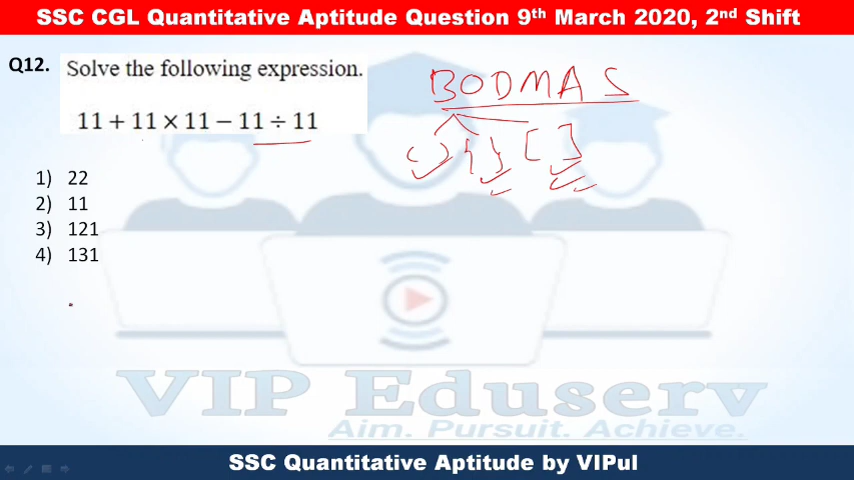 SSC CGL Quantitative Aptitude Question 9th March 2020, 2nd Shift
Q12. Solve the following expression.
11 + 11 × 11 − 11 ÷ 11
BODMAS
( ) { } [ ]
1) 22
2) 11
3) 121
4) 131
VIP Eduserv
Aim. Pursuit. Achieve.
SSC Quantitative Aptitude by VIPul